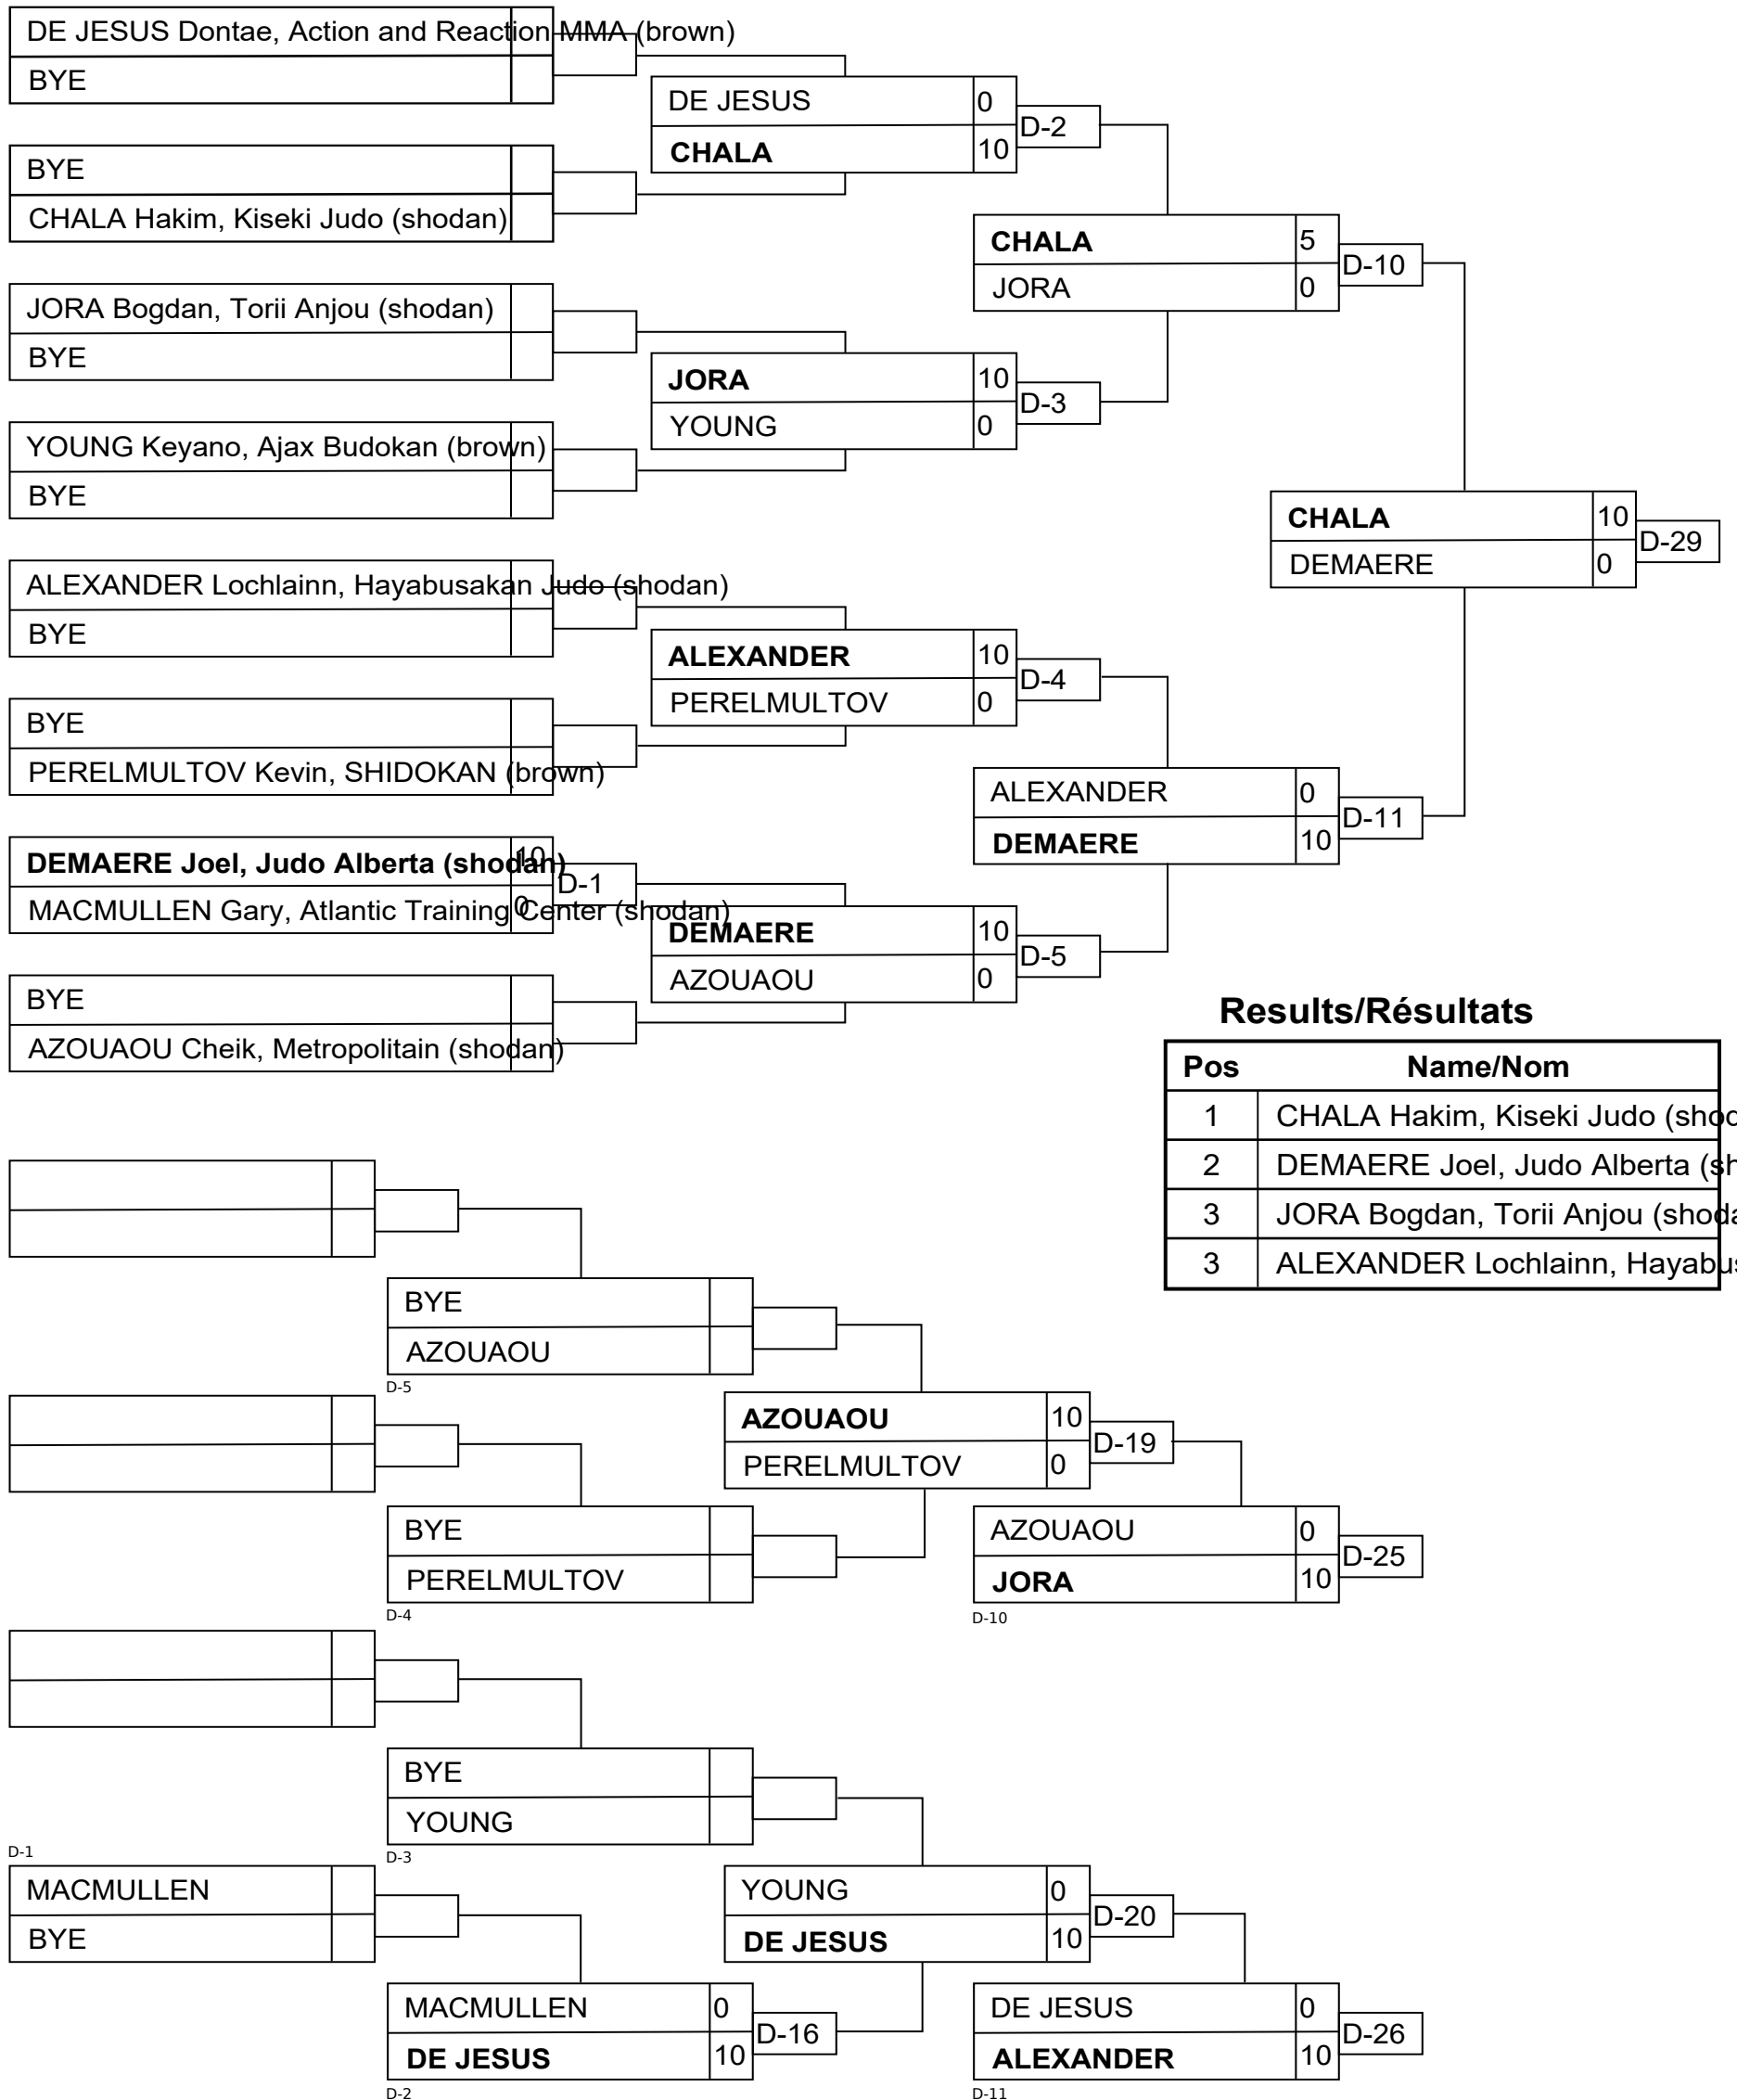 DE JESUS Dontae, Action and Reaction MMA (brown)
BYE
BYE
CHALA Hakim, Kiseki Judo (shodan)
JORA Bogdan, Torii Anjou (shodan)
BYE
YOUNG Keyano, Ajax Budokan (brown)
BYE
ALEXANDER Lochlainn, Hayabusakan Judo (shodan)
BYE
BYE
PERELMULTOV Kevin, SHIDOKAN (brown)
DEMAERE Joel, Judo Alberta (shodan) 10
MACMULLEN Gary, Atlantic Training Center (shodan) 0
D-1
BYE
AZOUAOU Cheik, Metropolitain (shodan)
DE JESUS 0
CHALA 10
D-2
JORA 10
YOUNG 0
D-3
ALEXANDER 10
PERELMULTOV 0
D-4
DEMAERE 10
AZOUAOU 0
D-5
CHALA 5
JORA 0
D-10
ALEXANDER 0
DEMAERE 10
D-11
CHALA 10
DEMAERE 0
D-29
Results/Résultats
Pos Name/Nom
1 CHALA Hakim, Kiseki Judo (shod
2 DEMAERE Joel, Judo Alberta (sh
3 JORA Bogdan, Torii Anjou (shoda
3 ALEXANDER Lochlainn, Hayabus
BYE
AZOUAOU
D-5
BYE
PERELMULTOV
D-4
AZOUAOU 10
PERELMULTOV 0
D-19
AZOUAOU 0
JORA 10
D-25
D-10
BYE
YOUNG
D-3
D-1
MACMULLEN
BYE
MACMULLEN 0
DE JESUS 10
D-16
D-2
YOUNG 0
DE JESUS 10
D-20
DE JESUS 0
ALEXANDER 10
D-26
D-11